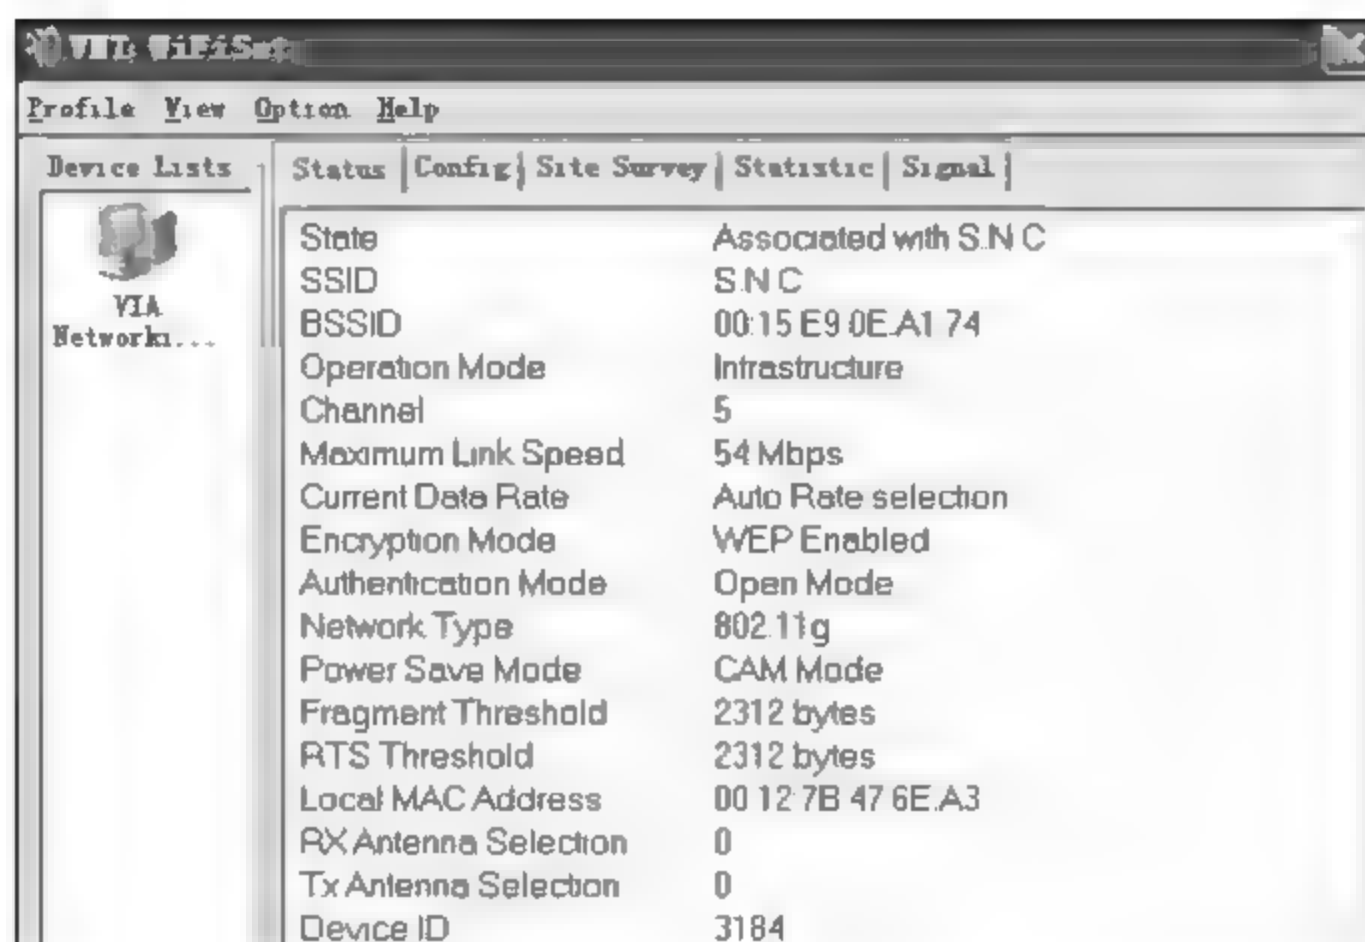 Profile View Option Help
Device Lists
VIA
Networki...
Status Config Site Survey Statistic Signal
State Associated with S.N.C
SSID S.N.C
BSSID 00:15:E9:0E:A1:74
Operation Mode Infrastructure
Channel 5
Maximum Link Speed 54 Mbps
Current Data Rate Auto Rate selection
Encryption Mode WEP Enabled
Authentication Mode Open Mode
Network Type 802.11g
Power Save Mode CAM Mode
Fragment Threshold 2312 bytes
RTS Threshold 2312 bytes
Local MAC Address 00:12:7B:47:6E:A3
RX Antenna Selection 0
Tx Antenna Selection 0
Device ID 3184